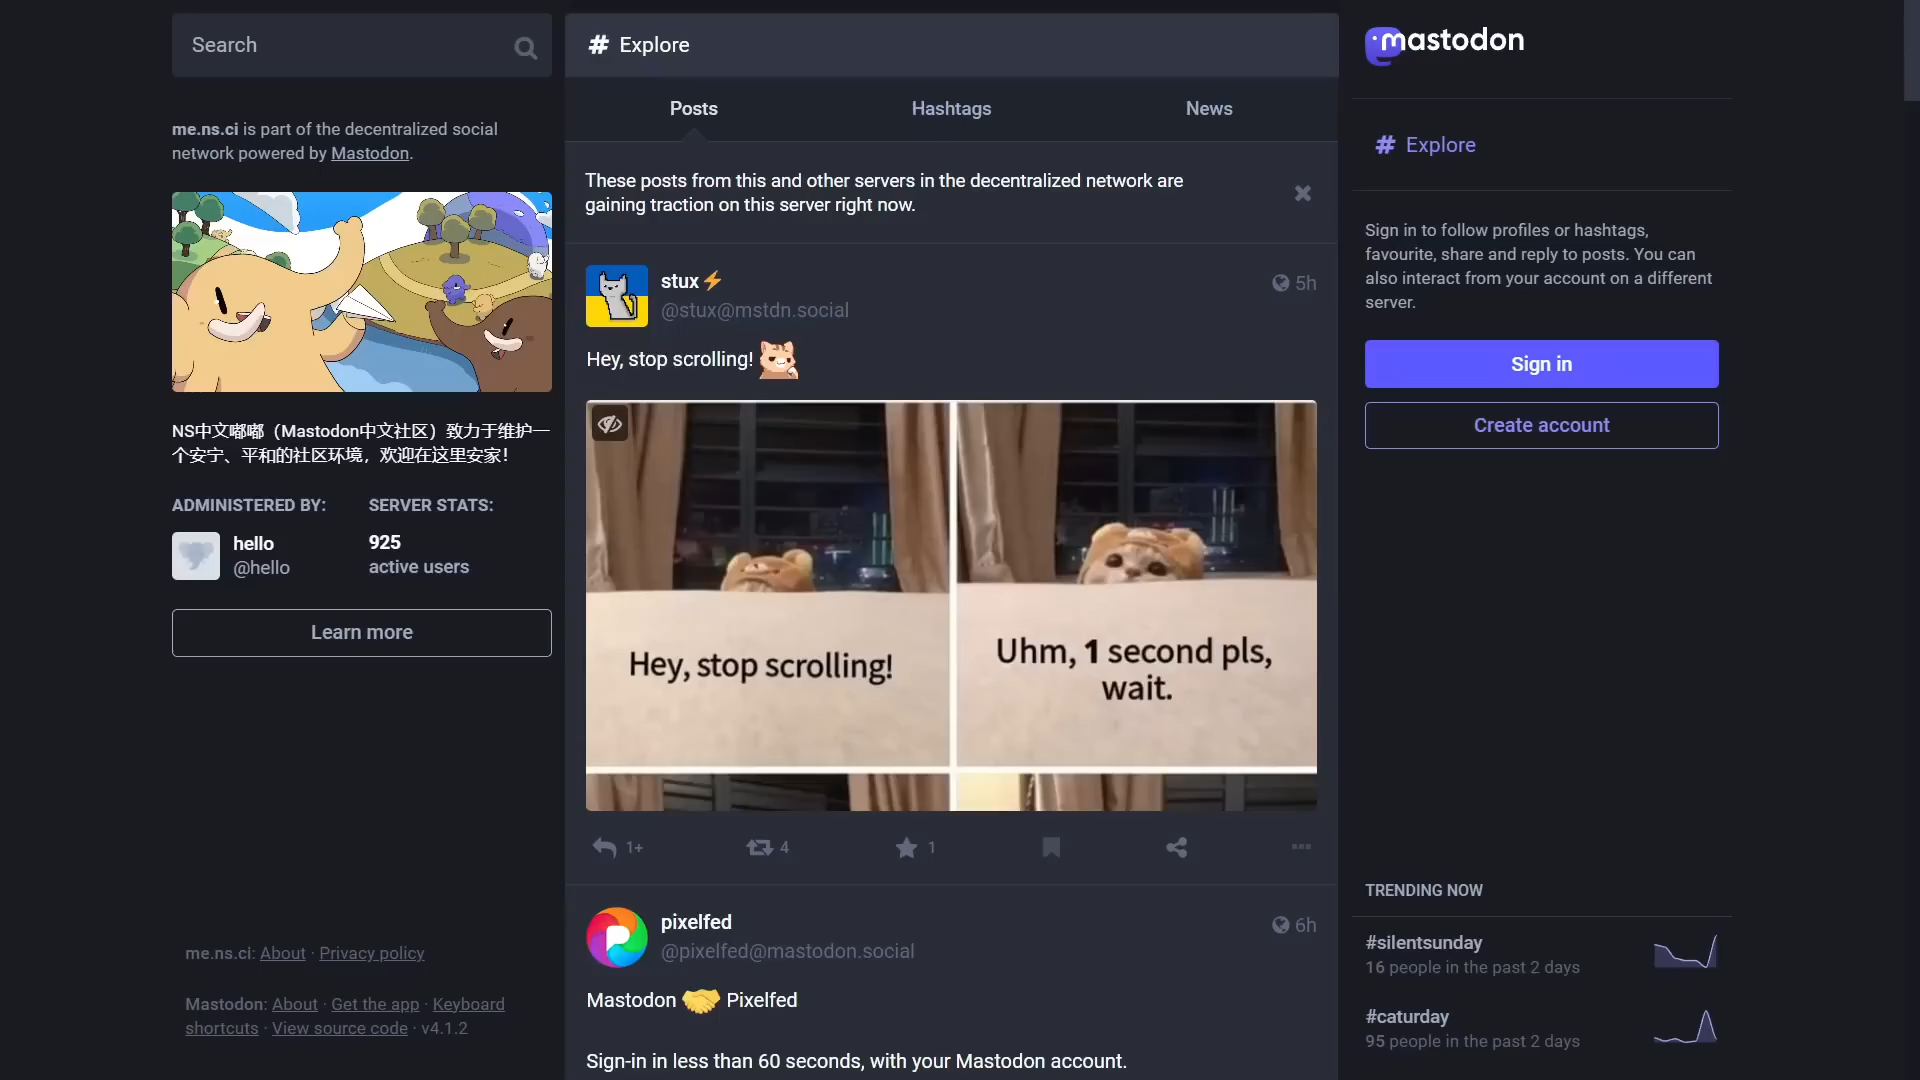 Search
me.ns.ci is part of the decentralized social
network powered by Mastodon.
NS中文嘟嘟（Mastodon中文社区）致力于维护一
个安宁、平和的社区环境，欢迎在这里安家！
ADMINISTERED BY:
hello
@hello
SERVER STATS:
925
active users
Learn more
me.ns.ci: About · Privacy policy
Mastodon: About · Get the app · Keyboard
shortcuts · View source code · v4.1.2
# Explore
Posts
Hashtags
News
These posts from this and other servers in the decentralized network are
gaining traction on this server right now.
stux⚡
5h
@stux@mstdn.social
Hey, stop scrolling!
Hey, stop scrolling!
Uhm, 1 second pls,
wait.
1+
4
1
pixelfed
6h
@pixelfed@mastodon.social
Mastodon 🤝 Pixelfed
Sign-in in less than 60 seconds, with your Mastodon account.
mastodon
# Explore
Sign in to follow profiles or hashtags,
favourite, share and reply to posts. You can
also interact from your account on a different
server.
Sign in
Create account
TRENDING NOW
#silentsunday
16 people in the past 2 days
#caturday
95 people in the past 2 days